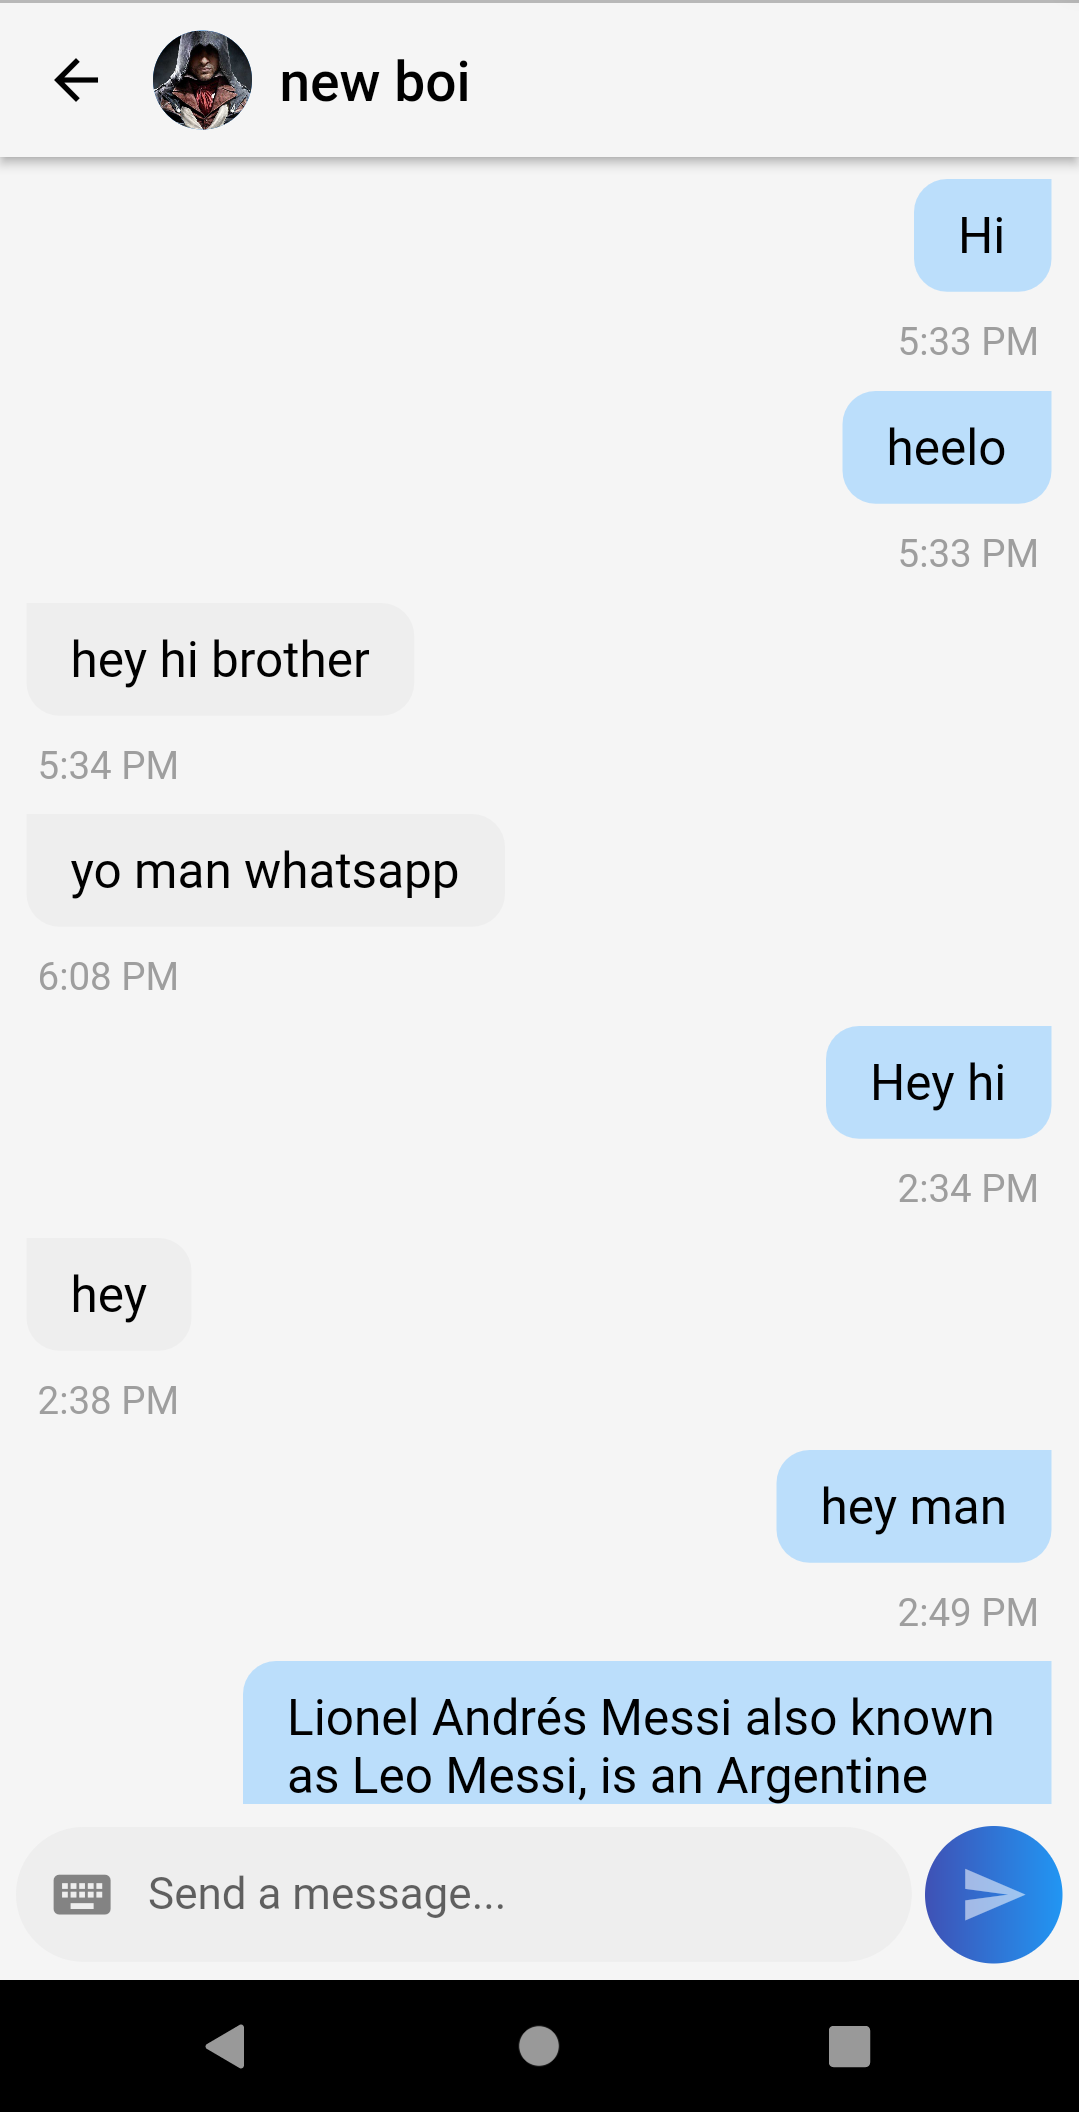 new boi
Hi
5:33 PM
heelo
5:33 PM
hey hi brother
5:34 PM
yo man whatsapp
6:08 PM
Hey hi
2:34 PM
hey
2:38 PM
hey man
2:49 PM
Lionel Andrés Messi also known
as Leo Messi, is an Argentine
Send a message...